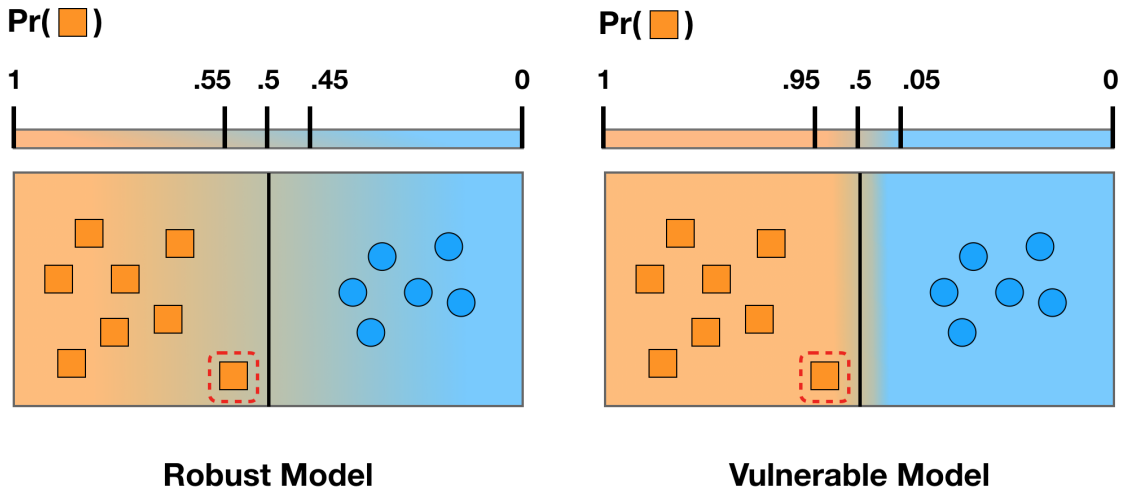 Pr( )
1 .55 .5 .45 0
Robust Model
Pr( )
1 .95 .5 .05 0
Vulnerable Model